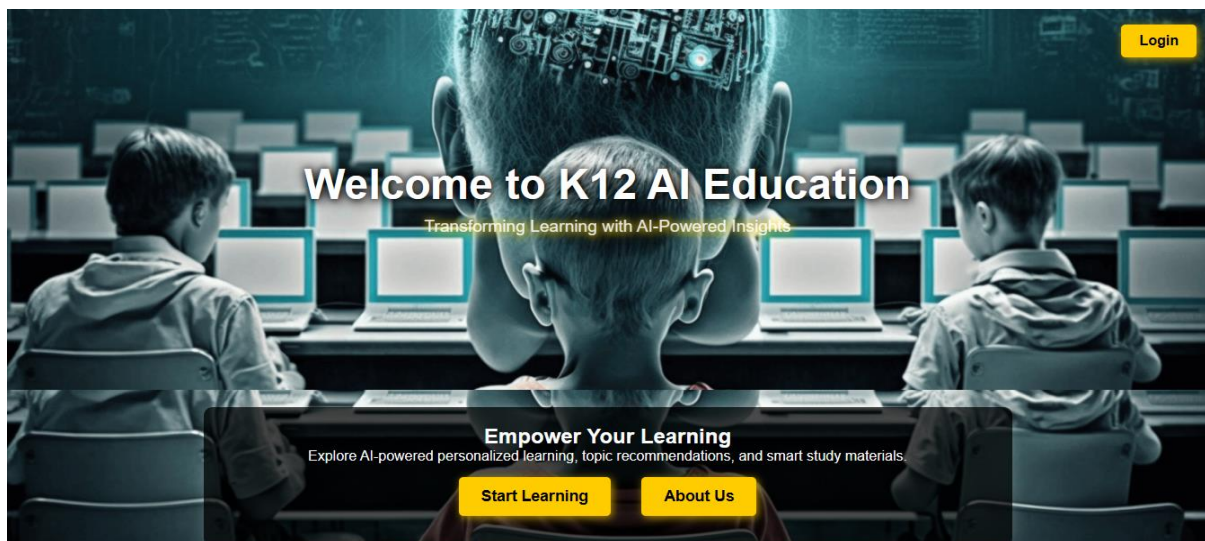 Login
Welcome to K12 AI Education
Transforming Learning with AI-Powered Insights
Empower Your Learning
Explore AI-powered personalized learning, topic recommendations, and smart study materials.
Start Learning
About Us